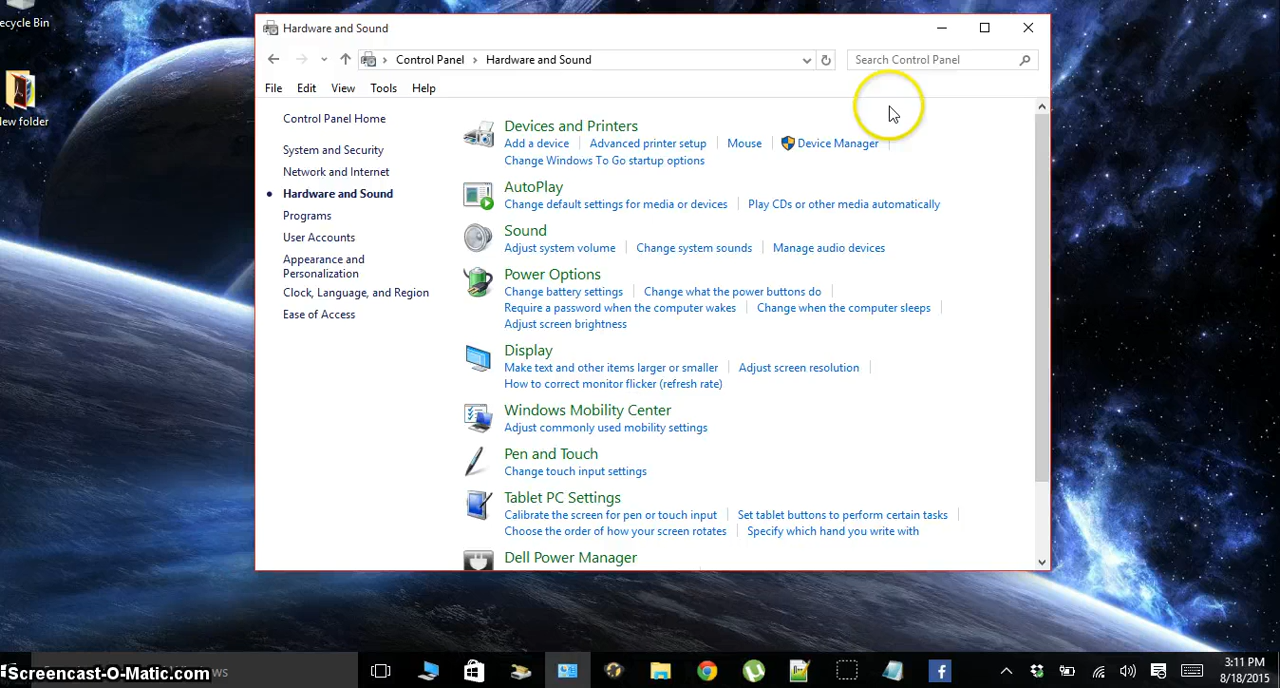 ecycle Bin
ew folder
Hardware and Sound
Control Panel > Hardware and Sound
Search Control Panel
File Edit View Tools Help
Control Panel Home
System and Security
Network and Internet
Hardware and Sound
Programs
User Accounts
Appearance and
Personalization
Clock, Language, and Region
Ease of Access
Devices and Printers
Add a device | Advanced printer setup | Mouse | Device Manager |
Change Windows To Go startup options
AutoPlay
Change default settings for media or devices | Play CDs or other media automatically
Sound
Adjust system volume | Change system sounds | Manage audio devices
Power Options
Change battery settings | Change what the power buttons do |
Require a password when the computer wakes | Change when the computer sleeps |
Adjust screen brightness
Display
Make text and other items larger or smaller | Adjust screen resolution |
How to correct monitor flicker (refresh rate)
Windows Mobility Center
Adjust commonly used mobility settings
Pen and Touch
Change touch input settings
Tablet PC Settings
Calibrate the screen for pen or touch input | Set tablet buttons to perform certain tasks |
Choose the order of how your screen rotates | Specify which hand you write with
Dell Power Manager
Screencast-O-Matic.com
3:11 PM
8/18/2015